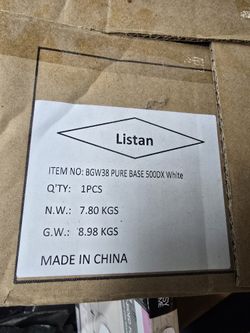 Listan
ITEM NO: BGW38 PURE BASE 500DX White
Q'TY: 1PCS
N.W.: 7.80 KGS
G.W.: 8.98 KGS
MADE IN CHINA